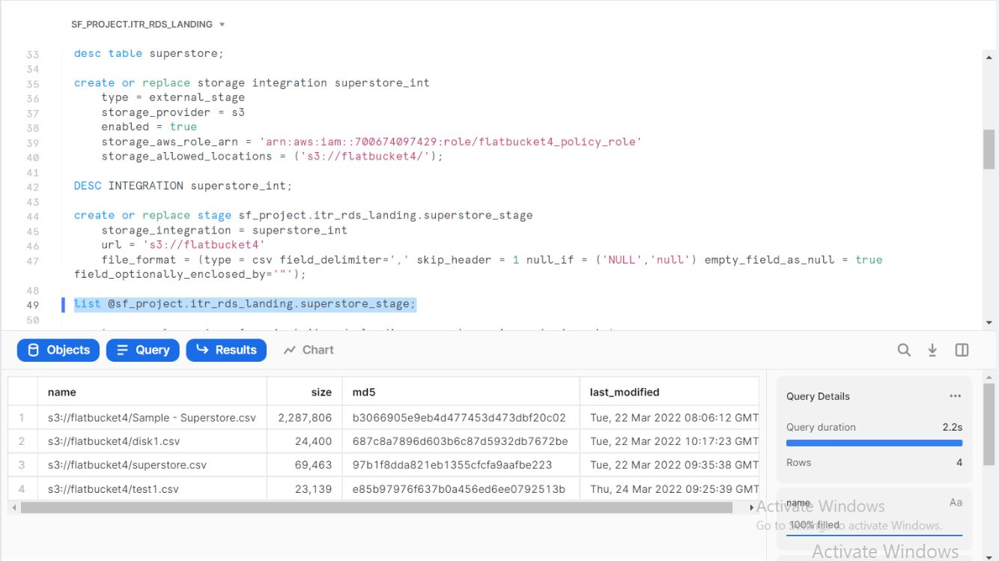 SF_PROJECT.ITR_RDS_LANDING
33 desc table superstore;
34
35 create or replace storage integration superstore_int
36 type = external_stage
37 storage_provider = s3
38 enabled = true
39 storage_aws_role_arn = 'arn:aws:iam::700674097429:role/flatbucket4_policy_role'
40 storage_allowed_locations = ('s3://flatbucket4/');
41
42 DESC INTEGRATION superstore_int;
43
44 create or replace stage sf_project.itr_rds_landing.superstore_stage
45 storage_integration = superstore_int
46 url = 's3://flatbucket4'
47 file_format = (type = csv field_delimiter=',' skip_header = 1 null_if = ('NULL','null') empty_field_as_null = true
field_optionally_enclosed_by='"');
48
49 list @sf_project.itr_rds_landing.superstore_stage;
50
Objects Query Results Chart
name size md5 last_modified
1 s3://flatbucket4/Sample - Superstore.csv 2,287,806 b3066905e9eb4d477453d473dbf20c02 Tue, 22 Mar 2022 08:06:12 GMT
2 s3://flatbucket4/disk1.csv 24,400 687c8a7896d603b6c87d5932db7672be Tue, 22 Mar 2022 10:17:23 GMT
3 s3://flatbucket4/superstore.csv 69,463 97b1f8dda821eb1355cfcfa9aafbe223 Tue, 22 Mar 2022 09:35:38 GMT
4 s3://flatbucket4/test1.csv 23,139 e85b97976f637b0a456ed6ee0792513b Thu, 24 Mar 2022 09:25:39 GMT
Query Details
Query duration 2.2s
Rows 4
name Aa
100% filled
Activate Windows
Go to Settings to activate Windows.
Activate Windows